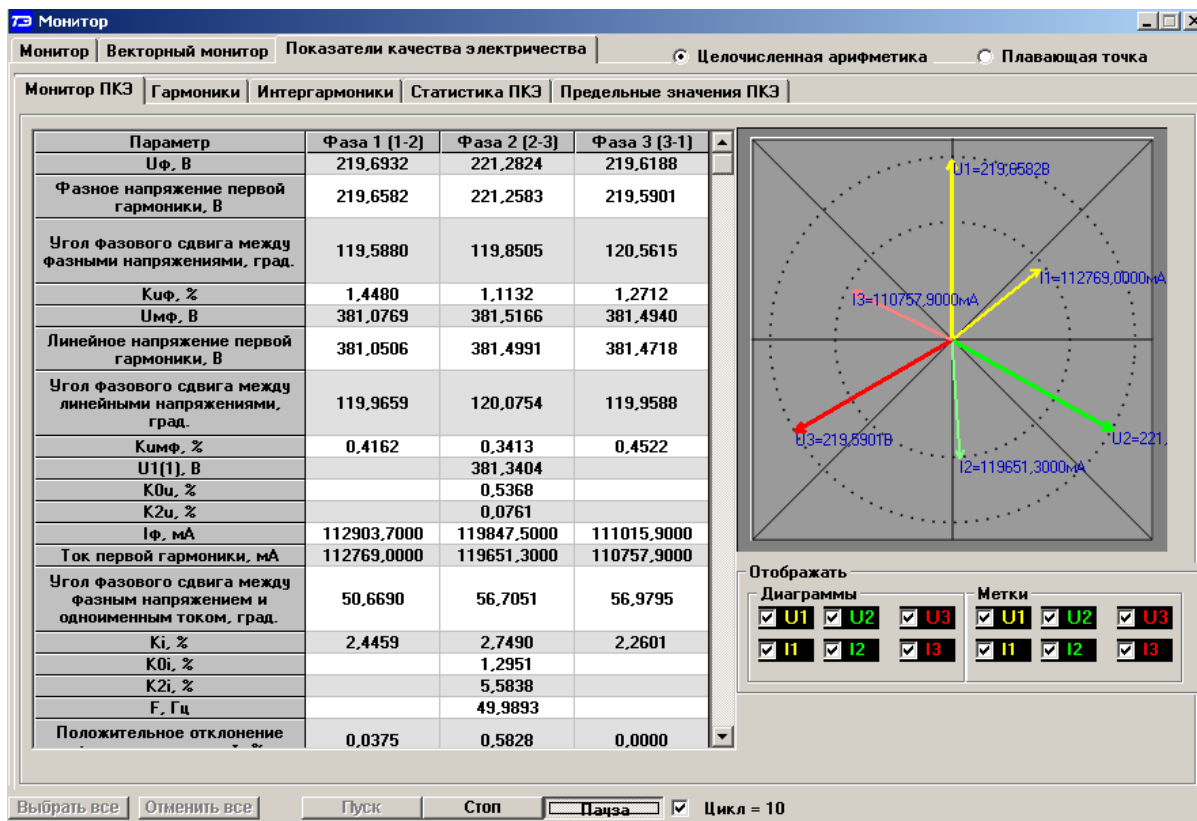 ТЭ Монитор
Монитор Векторный монитор Показатели качества электричества Целочисленная арифметика Плавающая точка
Монитор ПКЭ Гармоники Интергармоники Статистика ПКЭ Предельные значения ПКЭ
Параметр Фаза 1 (1-2) Фаза 2 (2-3) Фаза 3 (3-1)
Uф, В 219,6932 221,2824 219,6188
Фазное напряжение первой
гармоники, В 219,6582 221,2583 219,5901
Угол фазового сдвига между
фазными напряжениями, град. 119,5880 119,8505 120,5615
Kuф, % 1,4480 1,1132 1,2712
Uмф, В 381,0769 381,5166 381,4940
Линейное напряжение первой
гармоники, В 381,0506 381,4991 381,4718
Угол фазового сдвига между
линейными напряжениями,
град. 119,9659 120,0754 119,9588
Kuмф, % 0,4162 0,3413 0,4522
U1(1), В 381,3404
K0u, % 0,5368
K2u, % 0,0761
Iф, мА 112903,7000 119847,5000 111015,9000
Ток первой гармоники, мА 112769,0000 119651,3000 110757,9000
Угол фазового сдвига между
фазным напряжением и
одноименным током, град. 50,6690 56,7051 56,9795
Ki, % 2,4459 2,7490 2,2601
K0i, % 1,2951
K2i, % 5,5838
F, Гц 49,9893
Положительное отклонение 0,0375 0,5828 0,0000
U1=219,6582В
I1=112769,0000мА
I3=110757,9000мА
U3=219,5901В
U2=221,
I2=119651,3000мА
Отображать
Диаграммы Метки
U1 U2 U3 U1 U2 U3
I1 I2 I3 I1 I2 I3
Выбрать все Отменить все Пуск Стоп Пауза Цикл = 10